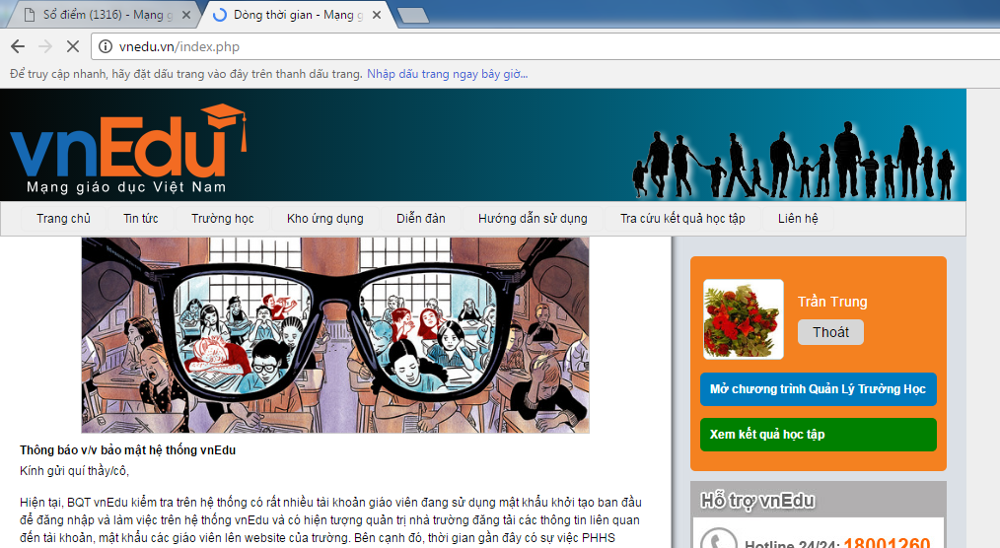 Sổ điểm (1316) - Mạng g
Dòng thời gian - Mạng g
vnedu.vn/index.php
Để truy cập nhanh, hãy đặt dấu trang vào đây trên thanh dấu trang. Nhập dấu trang ngay bây giờ...
vnEdu
Mạng giáo dục Việt Nam
Trang chủ Tin tức Trường học Kho ứng dụng Diễn đàn Hướng dẫn sử dụng Tra cứu kết quả học tập Liên hệ
Trần Trung
Thoát
Mở chương trình Quản Lý Trường Học
Xem kết quả học tập
Thông báo v/v bảo mật hệ thống vnEdu
Kính gửi quí thầy/cô,
Hiện tại, BQT vnEdu kiểm tra trên hệ thống có rất nhiều tài khoản giáo viên đang sử dụng mật khẩu khởi tạo ban đầu
để đăng nhập và làm việc trên hệ thống vnEdu và có hiện tượng quản trị nhà trường đăng tải các thông tin liên quan
đến tài khoản, mật khẩu các giáo viên lên website của trường. Bên cạnh đó, thời gian gần đây có sự việc PHHS
Hỗ trợ vnEdu
Hotline 24/24: 18001260